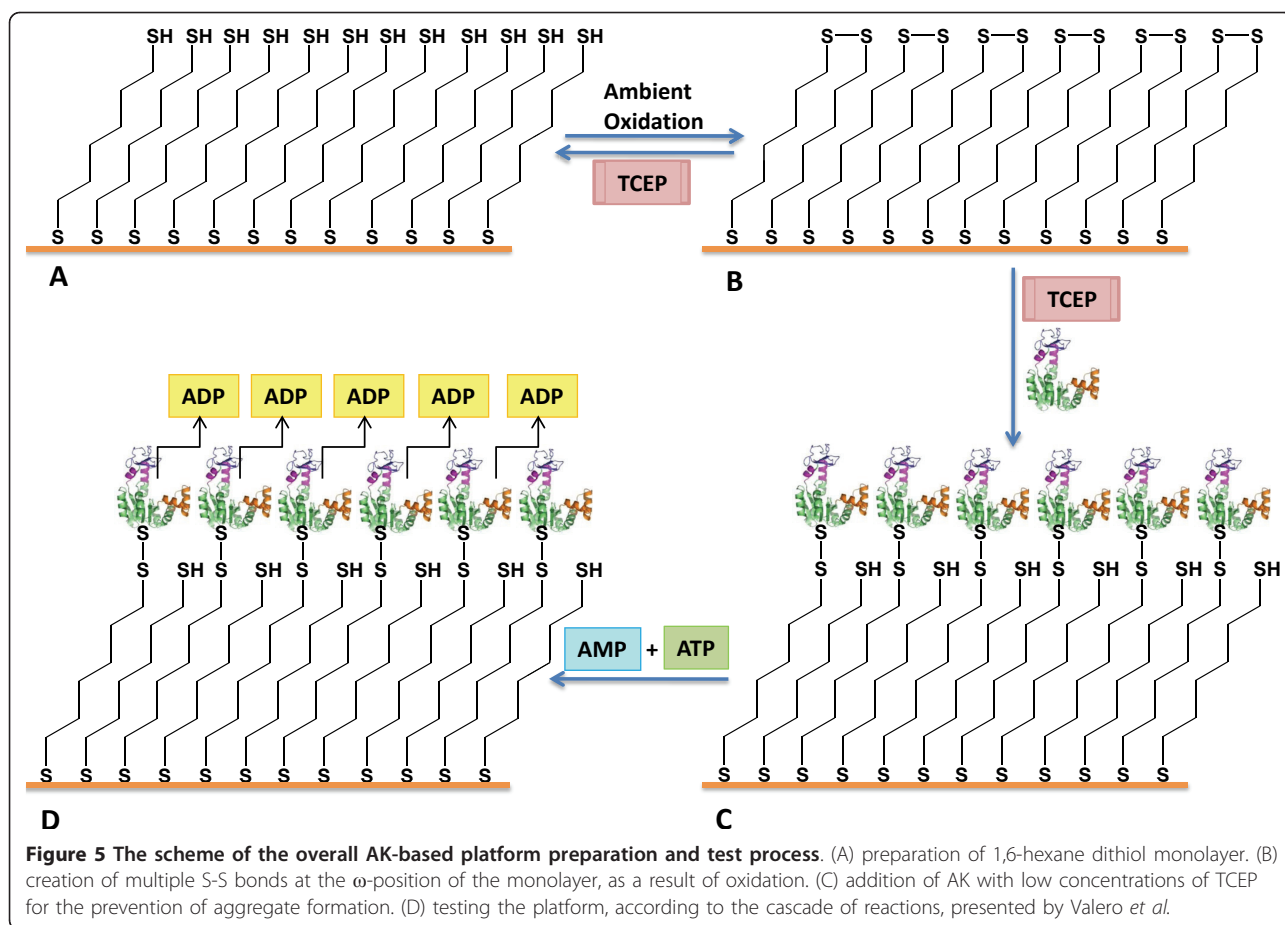 SH SH SH SH SH SH SH SH SH SH SH SH
S S S S S S S S S S S S
A
Ambient
Oxidation
TCEP
S S S S S S S S S S S S
S S S S S S S S S S S S
B
TCEP
ADP ADP ADP ADP ADP
S S S S S S
S SH S SH S SH S SH S SH S SH
S S S S S S S S S S S S
D
AMP + ATP
S S S S S S
S SH S SH S SH S SH S SH S SH
S S S S S S S S S S S S
C
Figure 5 The scheme of the overall AK-based platform preparation and test process. (A) preparation of 1,6-hexane dithiol monolayer. (B)
creation of multiple S-S bonds at the ω-position of the monolayer, as a result of oxidation. (C) addition of AK with low concentrations of TCEP
for the prevention of aggregate formation. (D) testing the platform, according to the cascade of reactions, presented by Valero et al.